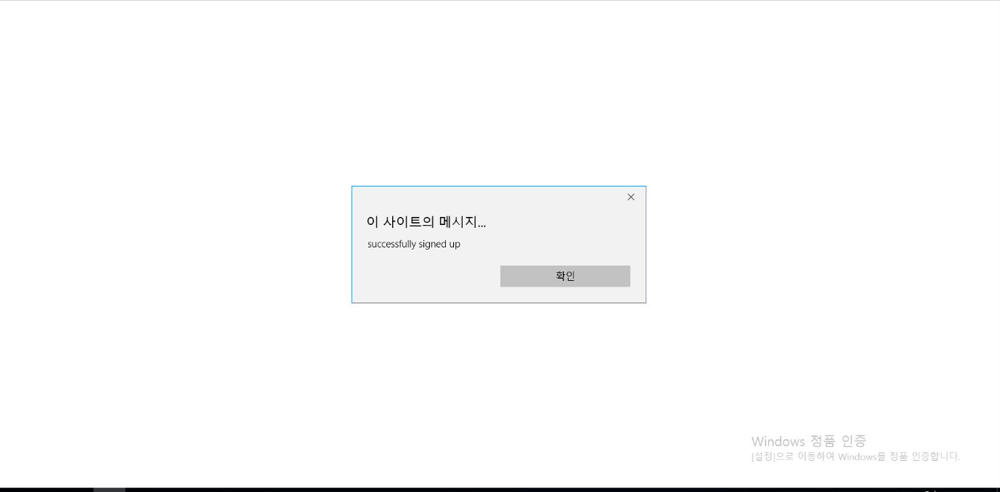 이 사이트의 메시지...
successfully signed up
확인
Windows 정품 인증
[설정]으로 이동하여 Windows를 정품 인증합니다.